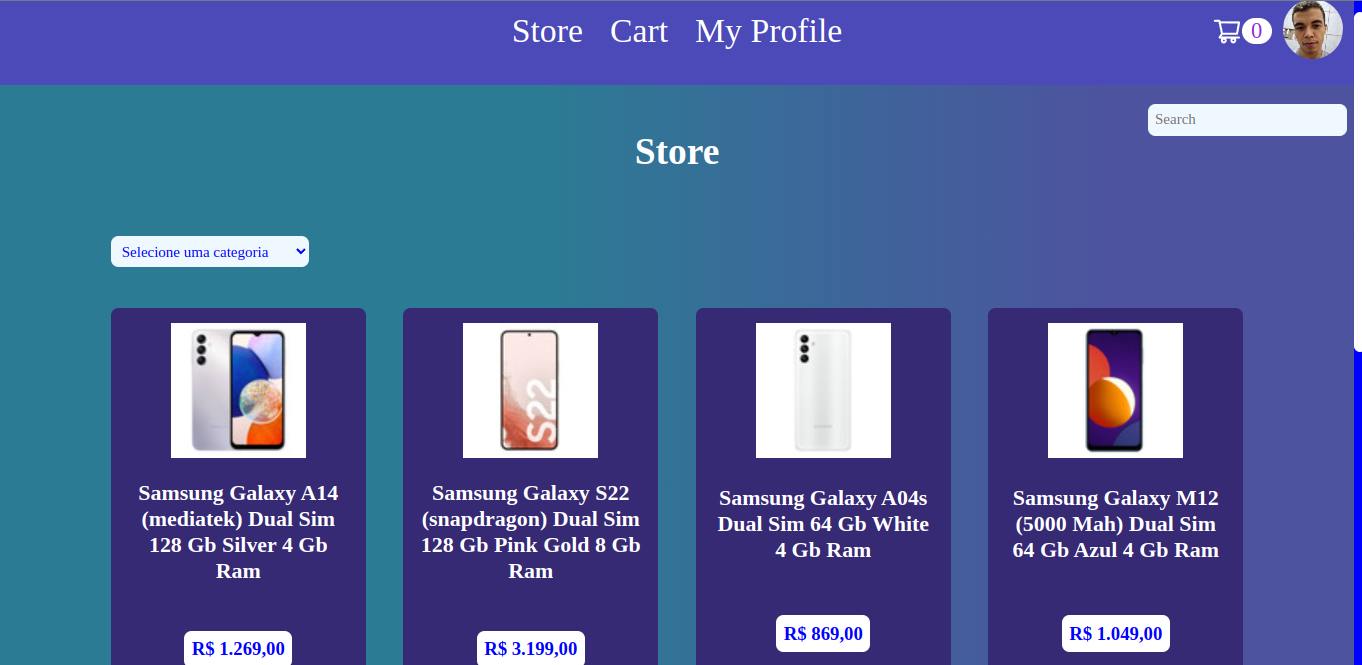 Store Cart My Profile 0
Search
Store
Selecione uma categoria
S22
Samsung Galaxy A14
(mediatek) Dual Sim
128 Gb Silver 4 Gb
Ram
R$ 1.269,00
Samsung Galaxy S22
(snapdragon) Dual Sim
128 Gb Pink Gold 8 Gb
Ram
R$ 3.199,00
Samsung Galaxy A04s
Dual Sim 64 Gb White
4 Gb Ram
R$ 869,00
Samsung Galaxy M12
(5000 Mah) Dual Sim
64 Gb Azul 4 Gb Ram
R$ 1.049,00